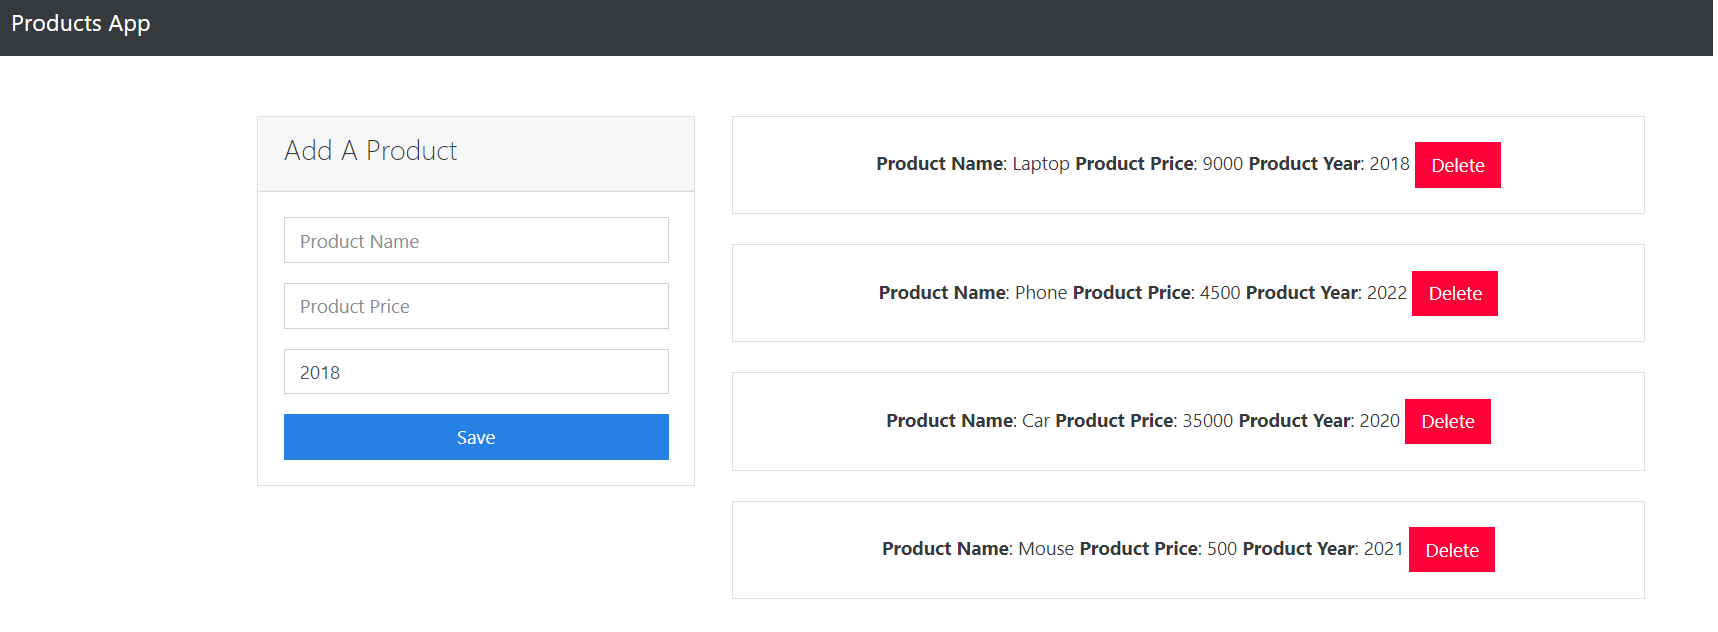 Products App
Add A Product
Product Name
Product Price
2018
Save
Product Name: Laptop Product Price: 9000 Product Year: 2018 Delete
Product Name: Phone Product Price: 4500 Product Year: 2022 Delete
Product Name: Car Product Price: 35000 Product Year: 2020 Delete
Product Name: Mouse Product Price: 500 Product Year: 2021 Delete